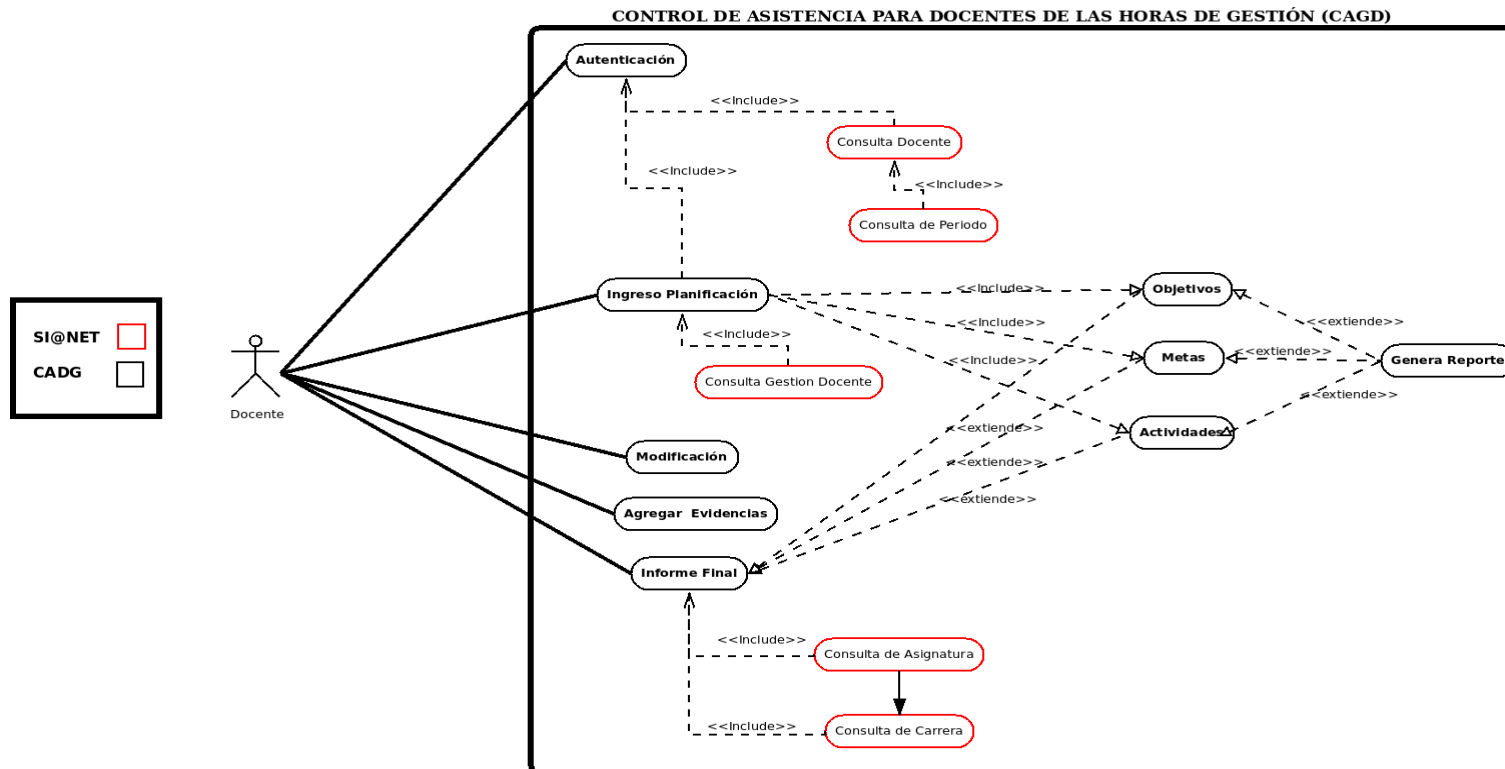 CONTROL DE ASISTENCIA PARA DOCENTES DE LAS HORAS DE GESTIÓN (CAGD)
Autenticación
<<Include>>
Consulta Docente
<<Include>>
<<Include>>
Consulta de Periodo
Ingreso Planificación
<<Include>>
Objetivos
<<Include>>
<<extiende>>
SI@NET
<<Include>>
Metas
<<extiende>>
Genera Reporte
<<Include>>
CADG
Consulta Gestion Docente
<<extiende>>
Docente
<<extiende>>
Actividades
Modificación
<<extiende>>
<<extiende>>
Agregar Evidencias
Informe Final
<<Include>>
Consulta de Asignatura
<<Include>>
Consulta de Carrera